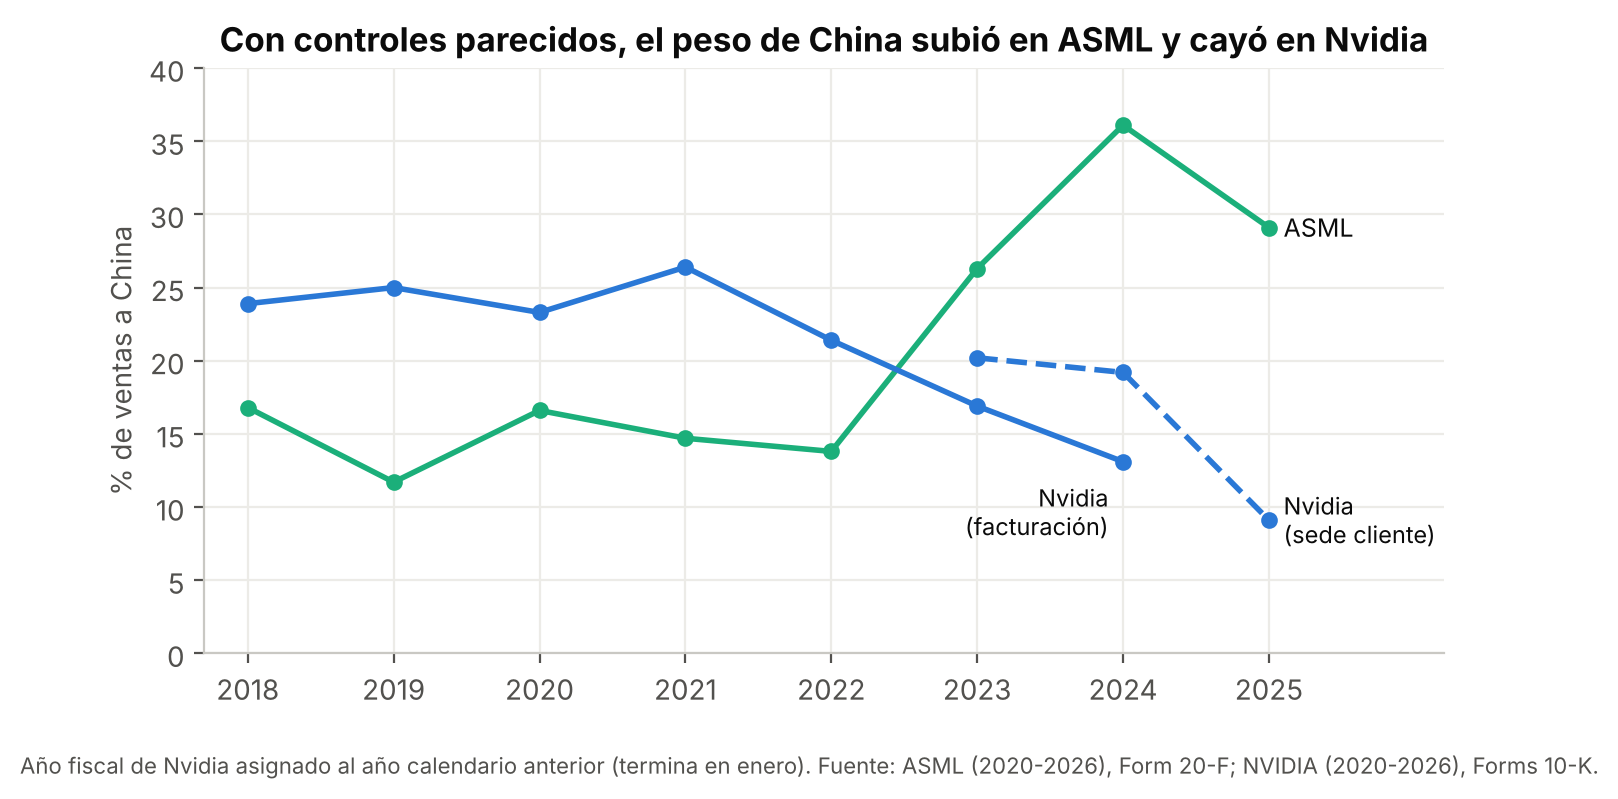 Con controles parecidos, el peso de China subió en ASML y cayó en Nvidia
% de ventas a China
40
35
30
25
20
15
10
5
0
ASML
Nvidia
(facturación)
Nvidia
(sede cliente)
2018 2019 2020 2021 2022 2023 2024 2025
Año fiscal de Nvidia asignado al año calendario anterior (termina en enero). Fuente: ASML (2020-2026), Form 20-F; NVIDIA (2020-2026), Forms 10-K.